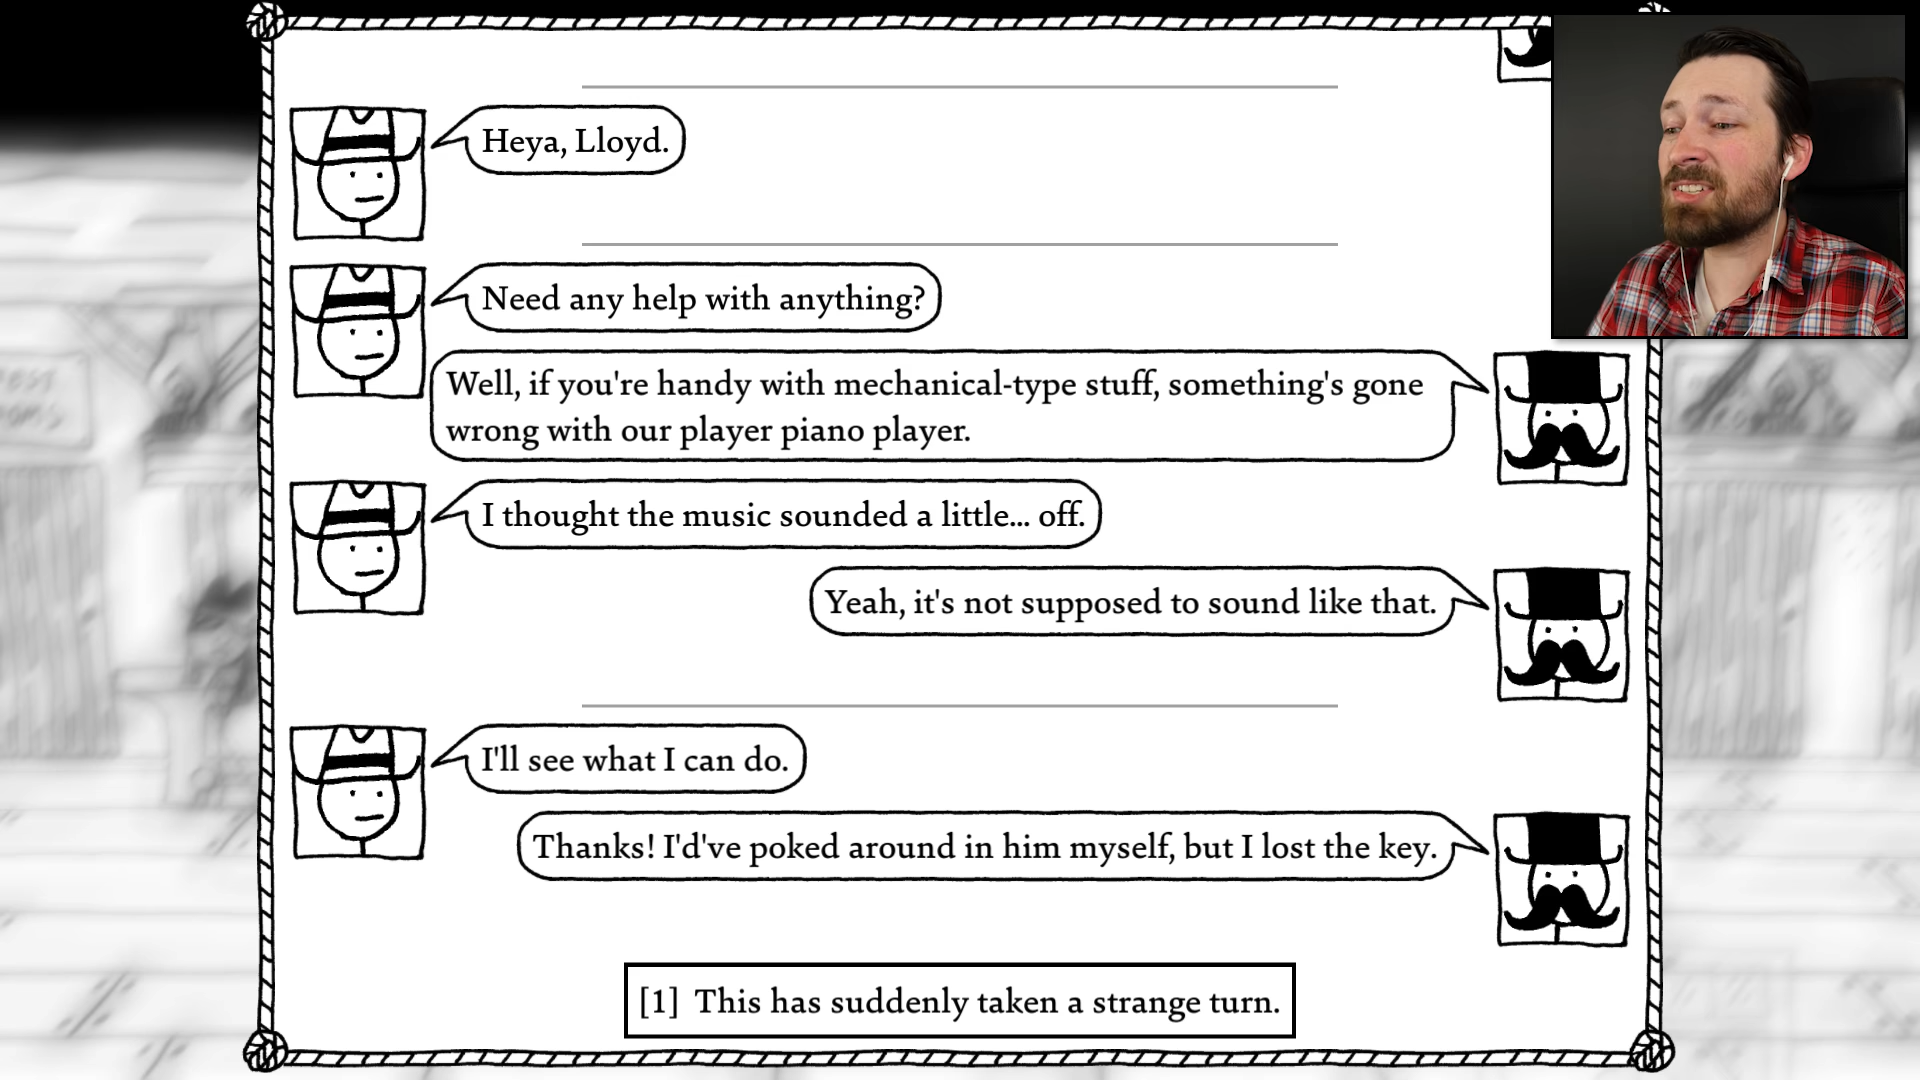 Heya, Lloyd.
Need any help with anything?
Well, if you're handy with mechanical-type stuff, something's gone
wrong with our player piano player.
I thought the music sounded a little... off.
Yeah, it's not supposed to sound like that.
I'll see what I can do.
Thanks! I'd've poked around in him myself, but I lost the key.
[1] This has suddenly taken a strange turn.